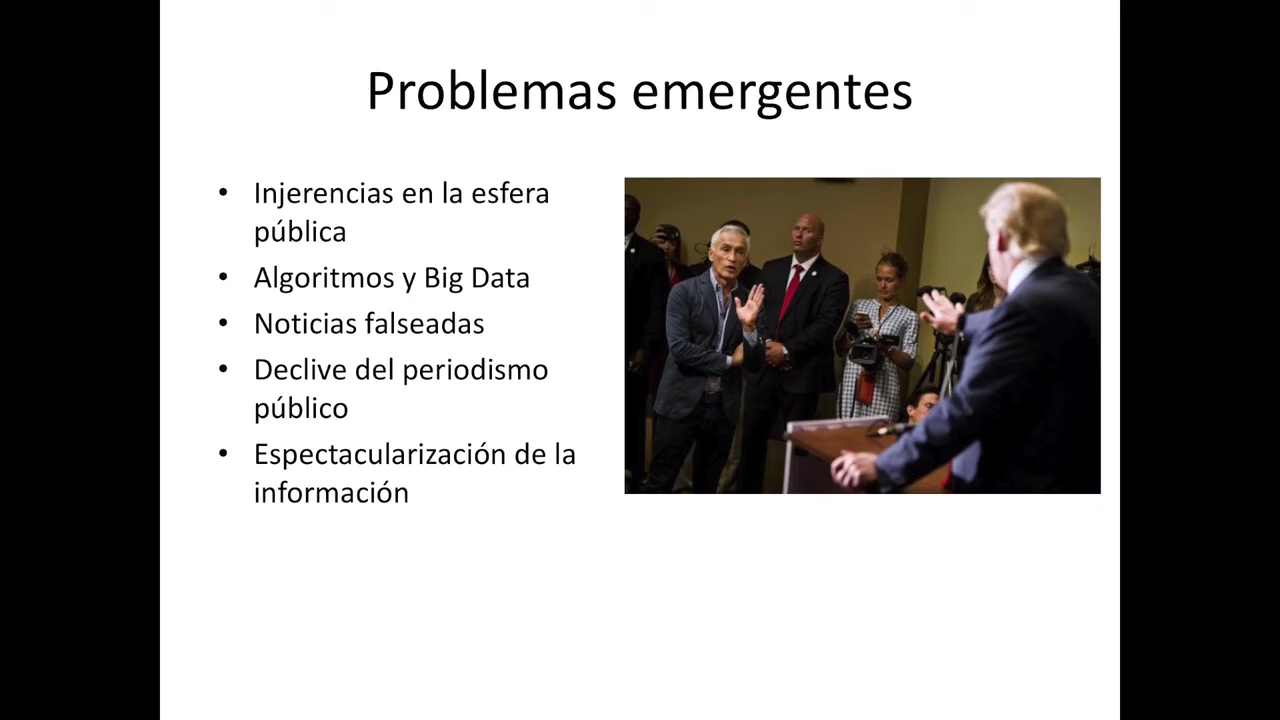 Problemas emergentes
• Injerencias en la esfera
pública
• Algoritmos y Big Data
• Noticias falseadas
• Declive del periodismo
público
• Espectacularización de la
información